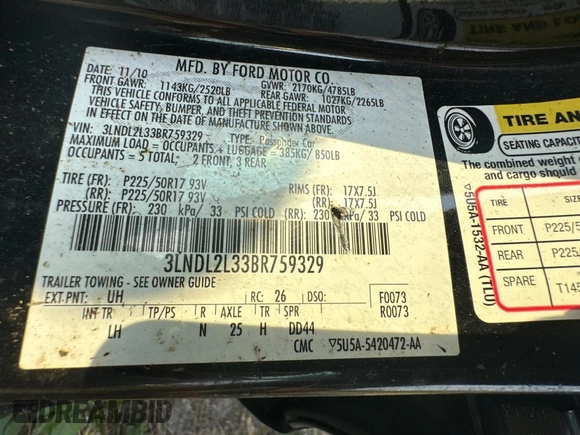 MFD. BY FORD MOTOR CO.
11/10 GVWR: 2170KG/4785LB
FRONT GAWR: 1143KG/2520LB REAR GAWR: 1027KG/2265LB
THIS VEHICLE CONFORMS TO ALL APPLICABLE FEDERAL MOTOR
VEHICLE SAFETY, BUMPER, AND THEFT PREVENTION STANDARDS
IN EFFECT ON THE DATE OF MANUFACTURE SHOWN ABOVE.
VIN: 3LNDL2L33BR759329 TYPE: Passenger Car
MAXIMUM LOAD = OCCUPANTS + LUGGAGE = 385KG/ 850LB
OCCUPANTS = 5 TOTAL; 2 FRONT, 3 REAR
TIRE (FR): P225/50R17 93V RIMS (FR): 17X7.5J
(RR): P225/50R17 93V (RR): 17X7.5J
PRESSURE (FR): 230 kPa/ 33 PSI COLD (RR): 230 kPa/ 33 PSI COLD
3LNDL2L33BR759329
TRAILER TOWING - SEE OWNER GUIDE
EXT PNT: UH RC: 26 DSO: F0073
R0073
INT TR TP/PS R AXLE TR S
LH N 25 H DD44
CMC ▽5U5A-5420472-AA
TIRE AN
SEATING CAPA
The combined weight
and cargo should
▽5U5A-1532-AA (TLU)
TIRE SIZ
FRONT P225/5
REAR P225
SPARE T145
DREAMBID